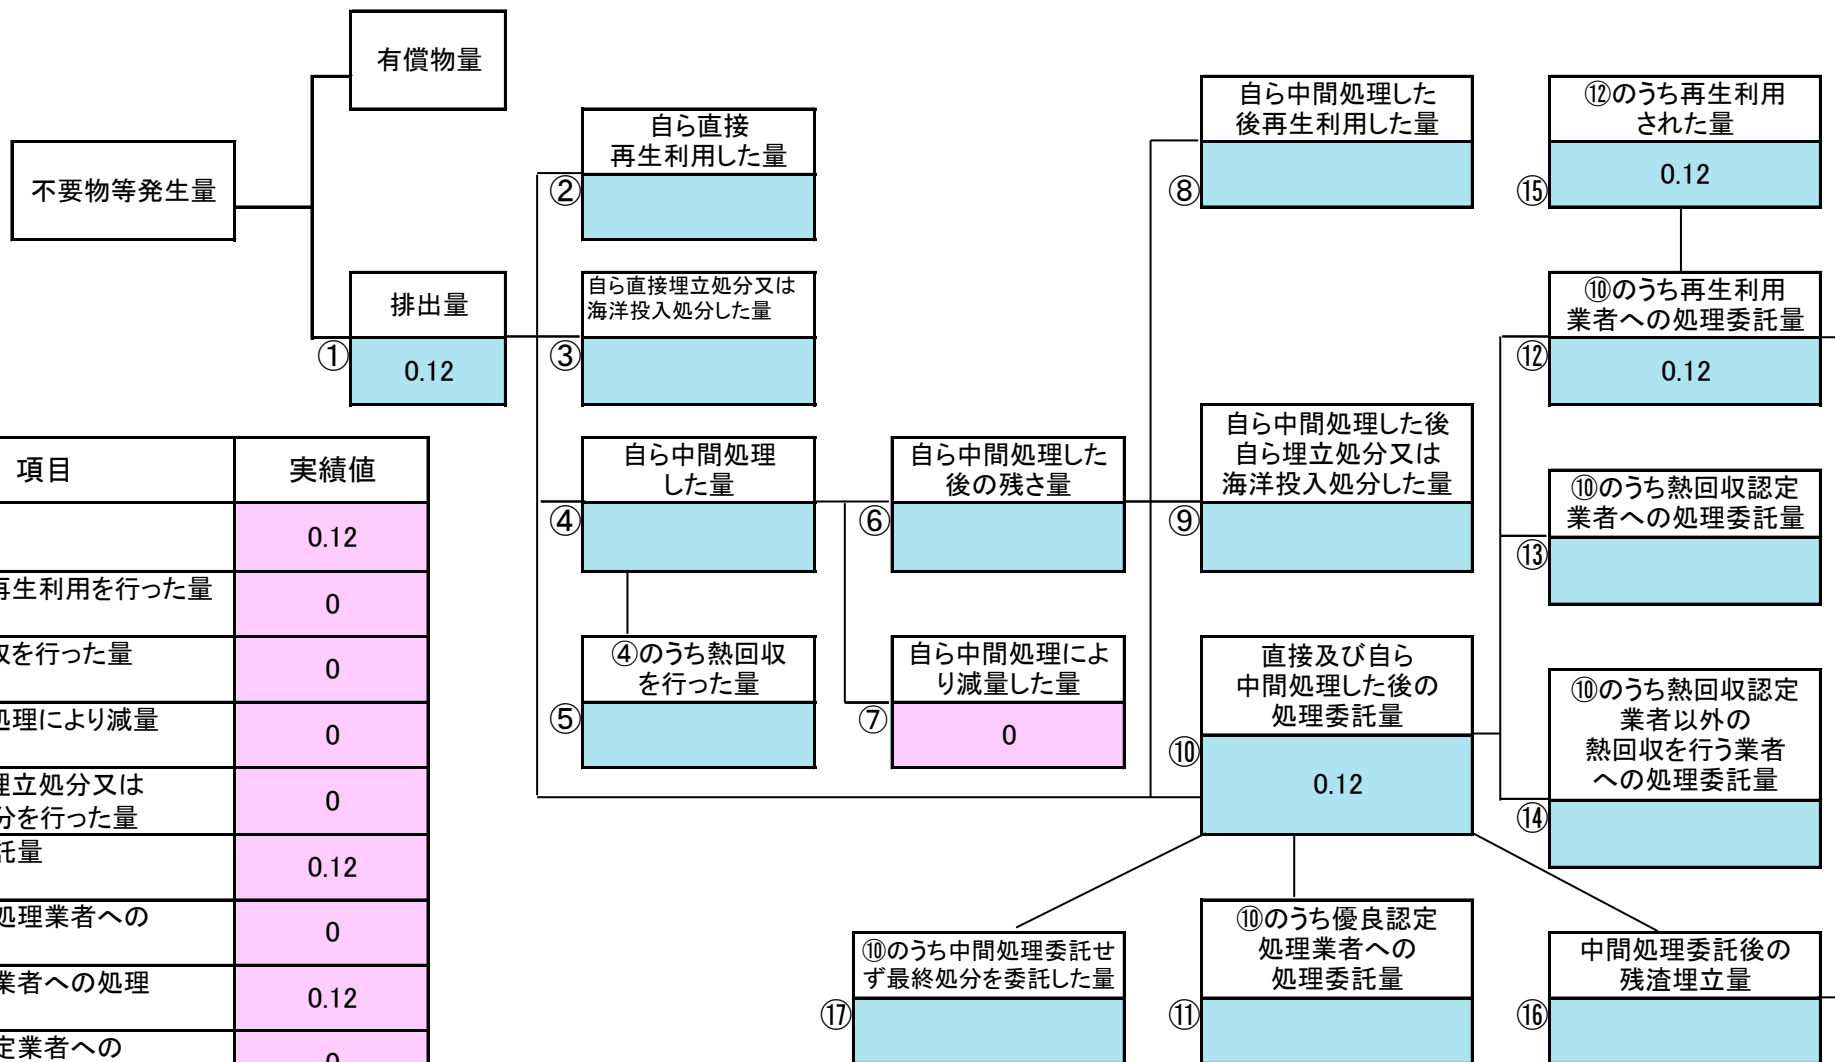 有償物量
不要物等発生量
排出量
①
0.12
自ら直接
再生利用した量
②
自ら直接埋立処分又は
海洋投入処分した量
③
自ら中間処理
した量
④
④のうち熱回収
を行った量
⑤
自ら中間処理した
後の残さ量
⑥
自ら中間処理によ
り減量した量
⑦
0
自ら中間処理した
後再生利用した量
⑧
自ら中間処理した後
自ら埋立処分又は
海洋投入処分した量
⑨
直接及び自ら
中間処理した後の
処理委託量
⑩
0.12
⑫のうち再生利用
された量
⑮
0.12
⑩のうち再生利用
業者への処理委託量
⑫
0.12
⑩のうち熱回収認定
業者への処理委託量
⑬
⑩のうち熱回収認定
業者以外の
熱回収を行う業者
への処理委託量
⑭
⑩のうち中間処理委託せ
ず最終処分を委託した量
⑰
⑩のうち優良認定
処理業者への
処理委託量
⑪
中間処理委託後の
残渣埋立量
⑯
項目 実績値
0.12
再生利用を行った量
0
を行った量
0
処理により減量
0
埋立処分又は
分を行った量
0
託量
0.12
処理業者への
0
業者への処理
0.12
定業者への
0